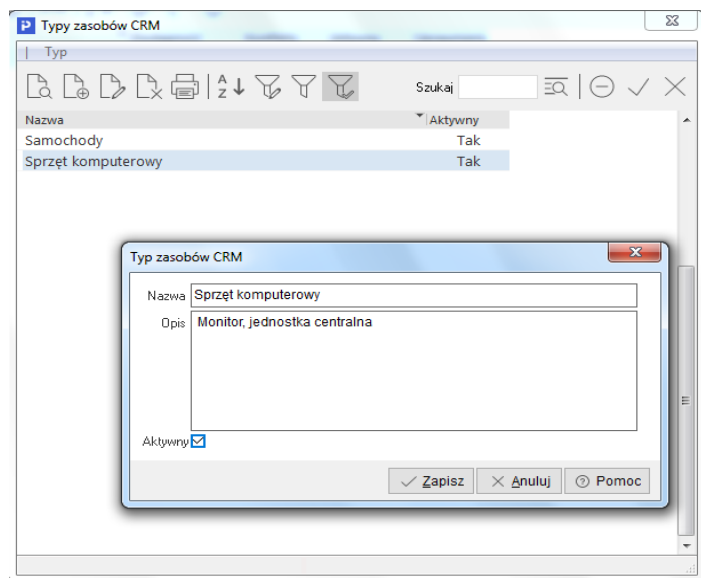 Typy zasobów CRM
Typ
Szukaj
Nazwa Aktywny
Samochody Tak
Sprzęt komputerowy Tak
Typ zasobów CRM
Nazwa Sprzęt komputerowy
Opis Monitor, jednostka centralna
Aktywny
Zapisz Anuluj Pomoc